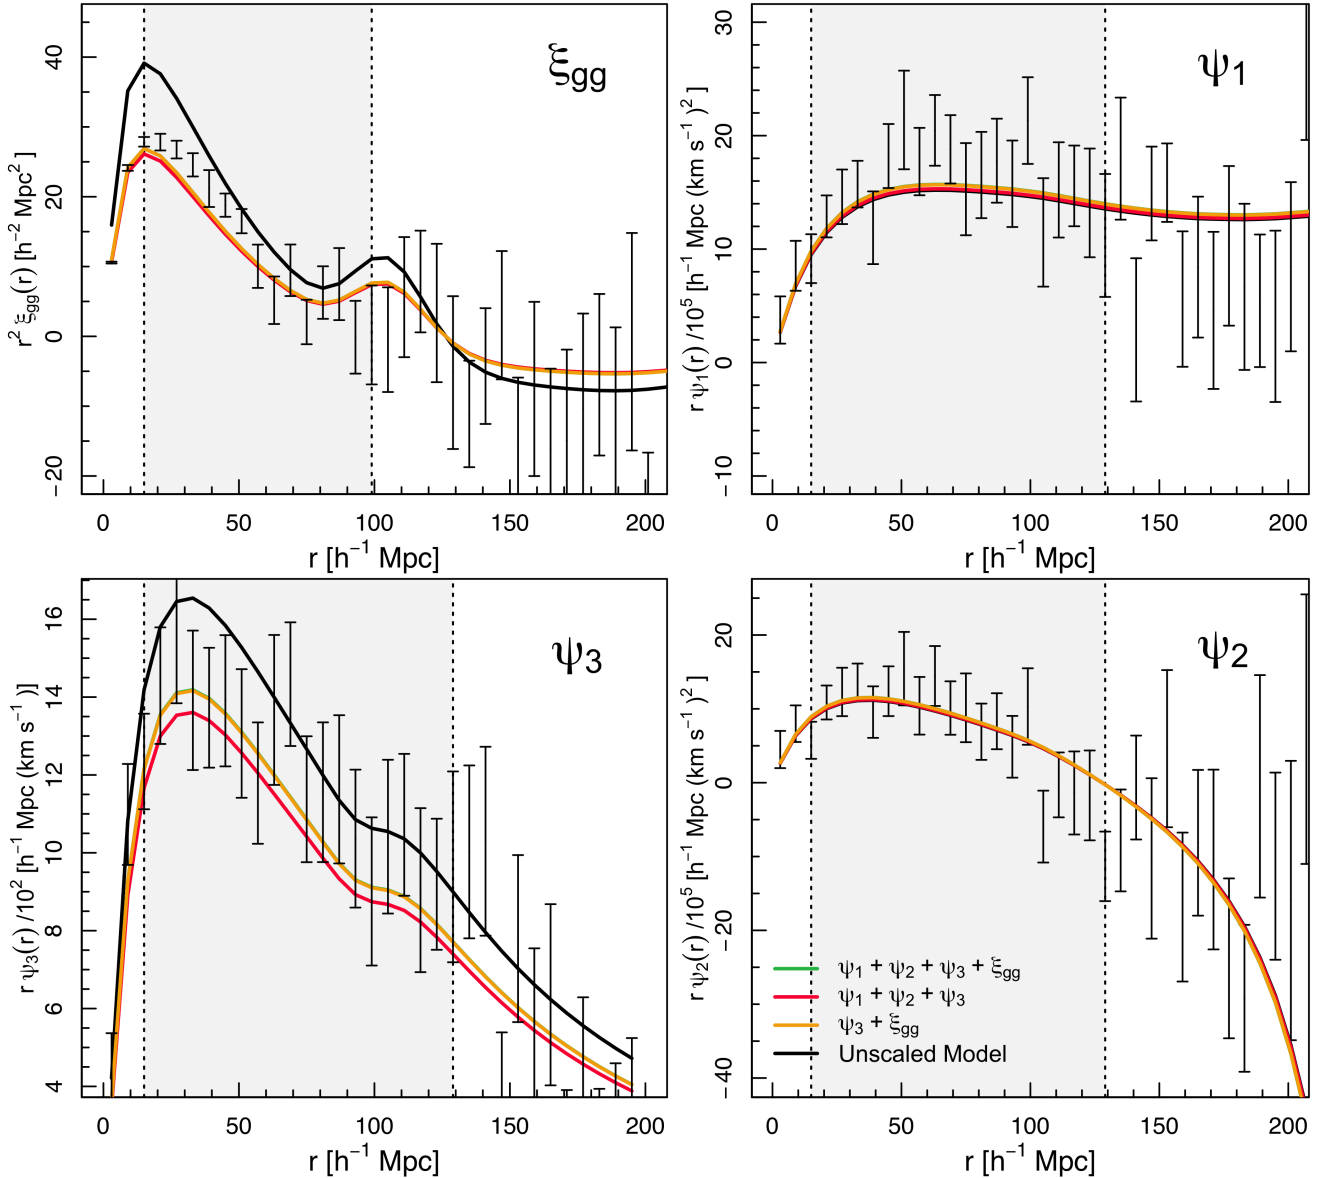 ξgg
40
20
0
−20
r² ξgg(r) [h⁻² Mpc²]
0 50 100 150 200
r [h⁻¹ Mpc]
ψ1
30
20
10
0
−10
r ψ1(r) /10⁵ [h⁻¹ Mpc (km s⁻¹)²]
0 50 100 150 200
r [h⁻¹ Mpc]
ψ3
16
14
12
10
8
6
4
r ψ3(r) /10² [h⁻¹ Mpc (km s⁻¹)]
0 50 100 150 200
r [h⁻¹ Mpc]
ψ2
20
0
−20
−40
r ψ2(r) /10⁵ [h⁻¹ Mpc (km s⁻¹)²]
ψ1 + ψ2 + ψ3 + ξgg
ψ1 + ψ2 + ψ3
ψ3 + ξgg
Unscaled Model
0 50 100 150 200
r [h⁻¹ Mpc]